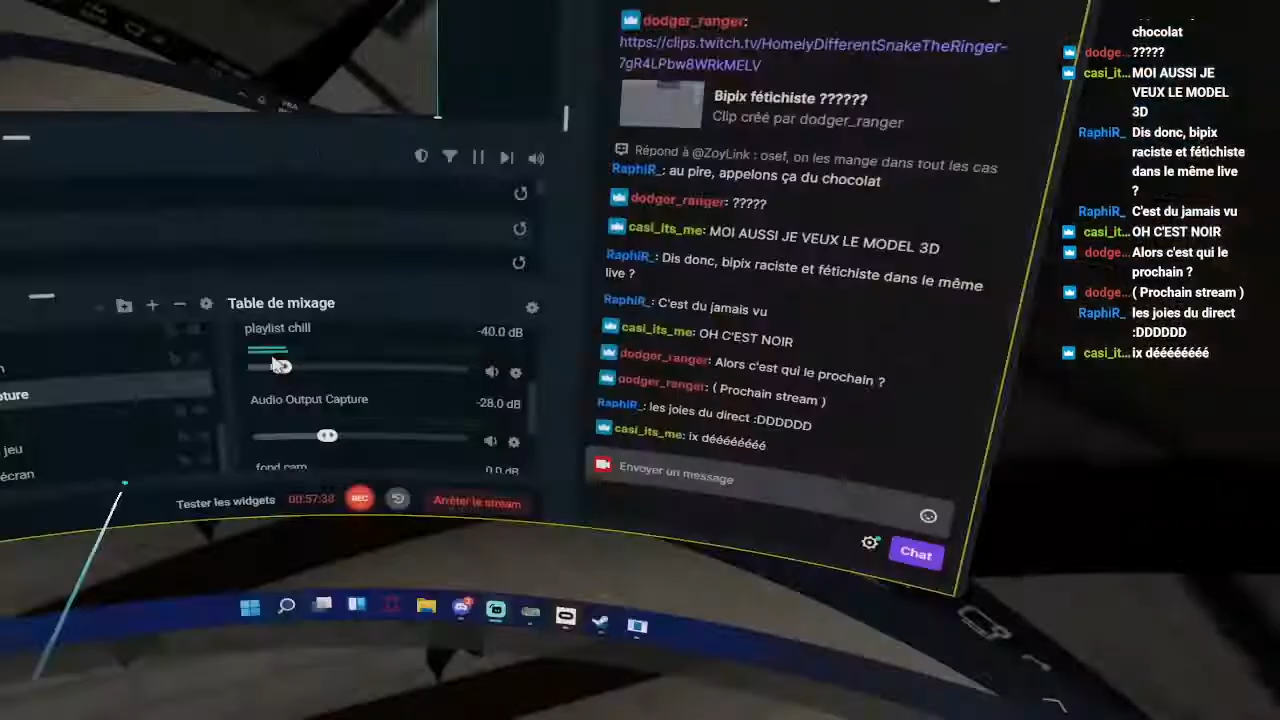 dodger_ranger:
https://clips.twitch.tv/HomelyDifferentSnakeTheRinger-
7gR4LPbw8WRkMELV
Bipix fétichiste ??????
Clip créé par dodger_ranger
Répond à @ZoyLink : osef, on les mange dans tout les cas
RaphiR_: au pire, appelons ça du chocolat
dodger_ranger: ?????
casi_its_me: MOI AUSSI JE VEUX LE MODEL 3D
RaphiR_: Dis donc, bipix raciste et fétichiste dans le même
live ?
RaphiR_: C'est du jamais vu
casi_its_me: OH C'EST NOIR
dodger_ranger: Alors c'est qui le prochain ?
dodger_ranger: ( Prochain stream )
RaphiR_: les joies du direct :DDDDDD
casi_its_me: ix déééééééé
Envoyer un message
Chat
Table de mixage
playlist chill
-40.0 dB
Audio Output Capture
-28.0 dB
fond cam
0.0 dB
pture
jeu
écran
Tester les widgets
00:57:38
REC
Arrêter le stream
chocolat
dodge... ?????
casi_it... MOI AUSSI JE
VEUX LE MODEL
3D
RaphiR_ Dis donc, bipix
raciste et fétichiste
dans le même live
?
RaphiR_ C'est du jamais vu
casi_it... OH C'EST NOIR
dodge... Alors c'est qui le
prochain ?
dodge... ( Prochain stream )
RaphiR_ les joies du direct
:DDDDDD
casi_it... ix déééééééé